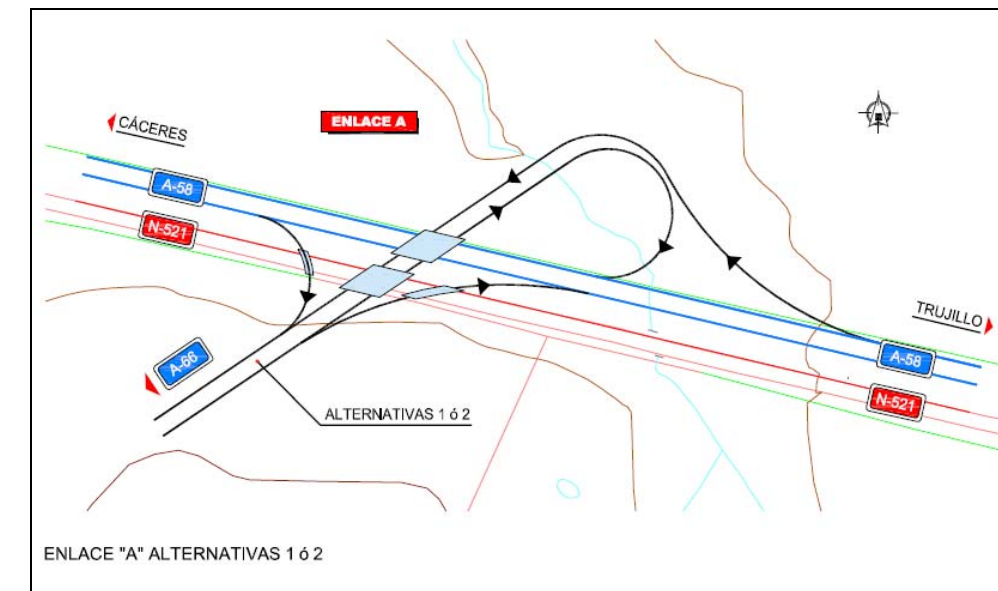 CÁCERES
ENLACE A
A-58
N-521
TRUJILLO
A-58
A-66
N-521
ALTERNATIVAS 1 ó 2
ENLACE "A" ALTERNATIVAS 1 ó 2